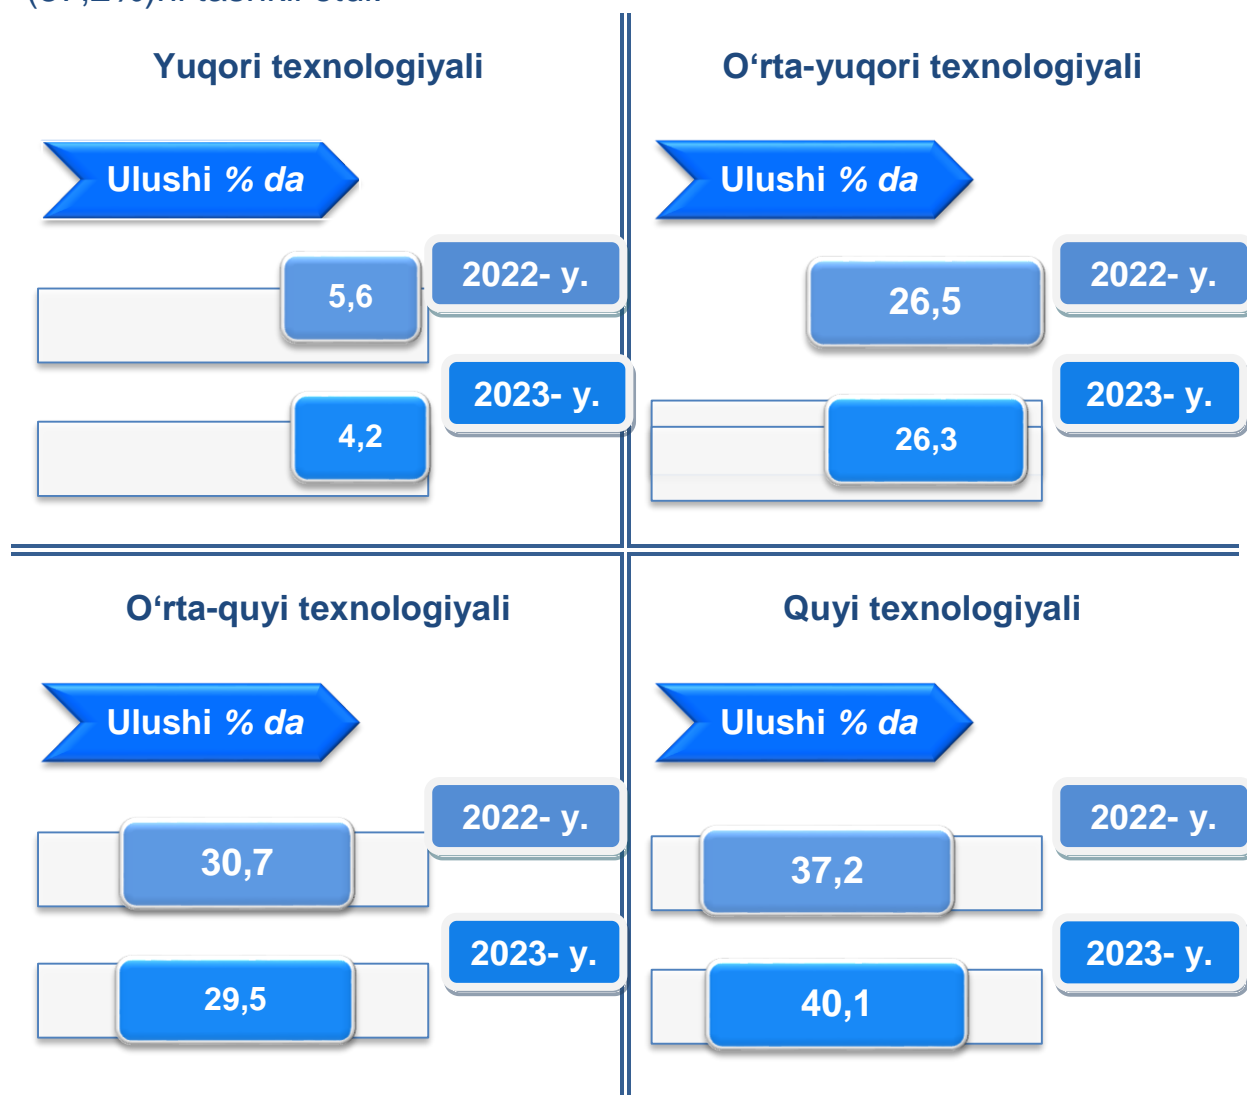 Yuqori texnologiyali
Ulushi % da
5,6
2022- y.
4,2
2023- y.
O‘rta-yuqori texnologiyali
Ulushi % da
26,5
2022- y.
26,3
2023- y.
O‘rta-quyi texnologiyali
Ulushi % da
30,7
2022- y.
29,5
2023- y.
Quyi texnologiyali
Ulushi % da
37,2
2022- y.
40,1
2023- y.